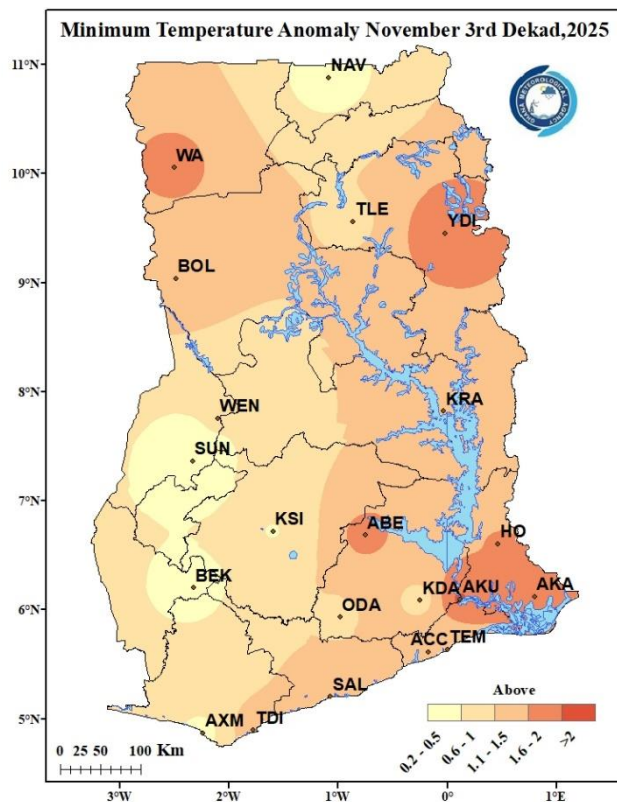 Minimum Temperature Anomaly November 3rd Dekad,2025
11°N
NAV
GHANA METEOROLOGICAL AGENCY
WA
10°N
TLE
YDI
BOL
9°N
8°N
KRA
WEN
SUN
7°N
KSI
ABE
HO
BEK
KDA
AKU
AKA
6°N
ODA
ACC
TEM
SAL
Above
AXM
TDI
5°N
0 25 50 100 Km
0.2 - 0.5
0.6 - 1
1.1 - 1.5
1.6 - 2
>2
3°W
2°W
1°W
0°
1°E